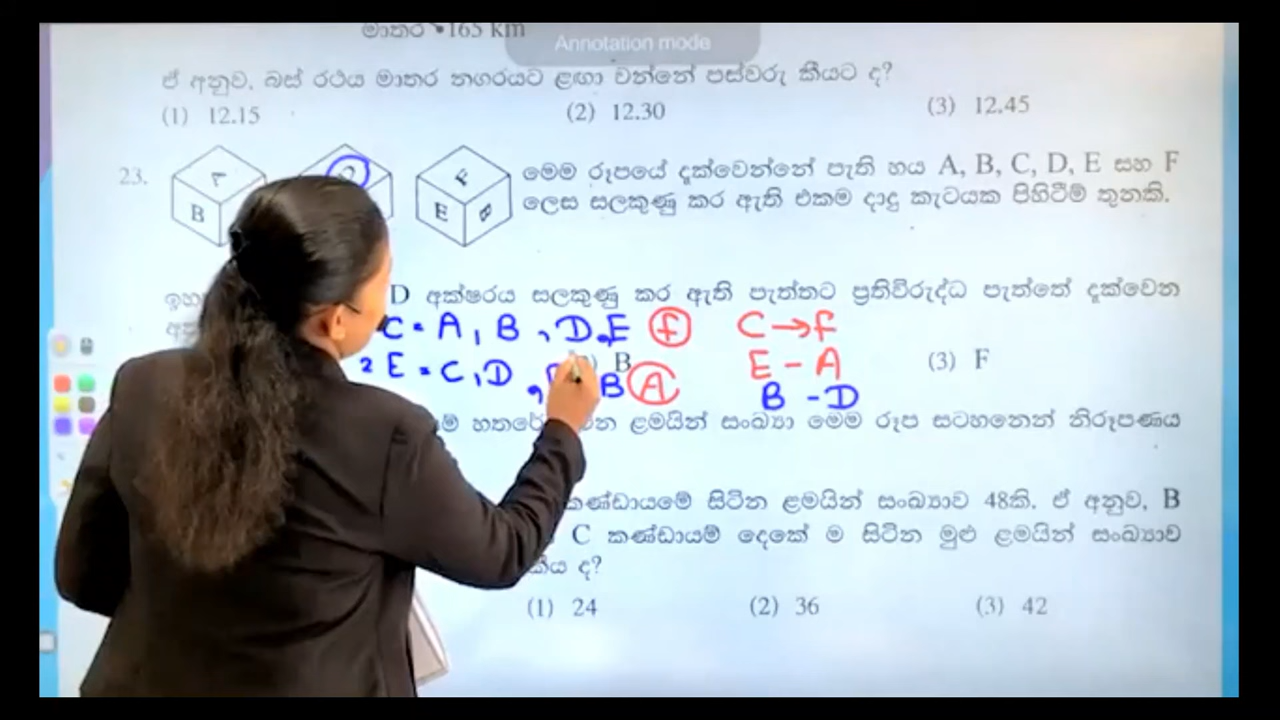 මාතර 165 km
Annotation mode
ඒ අනුව, බස් රථය මාතර නගරයට ළඟා වන්නේ පස්වරු කීයට ද?
(1) 12.15 (2) 12.30 (3) 12.45
23. B F E B මෙම රූපයේ දැක්වෙන්නේ පැති හය A, B, C, D, E සහ F
ලෙස සලකුණු කර ඇති එකම දාදු කැටයක පිහිටීම් තුනකි.
D අක්ෂරය සලකුණු කර ඇති පැත්තට ප්‍රතිවිරුද්ධ පැත්තේ දැක්වෙන
C = A, B, D, E F C → F
E = C, D, B A E - A
B (3) F
B - D
ළමයින් සංඛ්‍යා මෙම රූප සටහනෙන් නිරූපණය
කණ්ඩායමේ සිටින ළමයින් සංඛ්‍යාව 48කි. ඒ අනුව, B
C කණ්ඩායම් දෙකේ ම සිටින මුළු ළමයින් සංඛ්‍යාව
කීය ද?
(1) 24 (2) 36 (3) 42